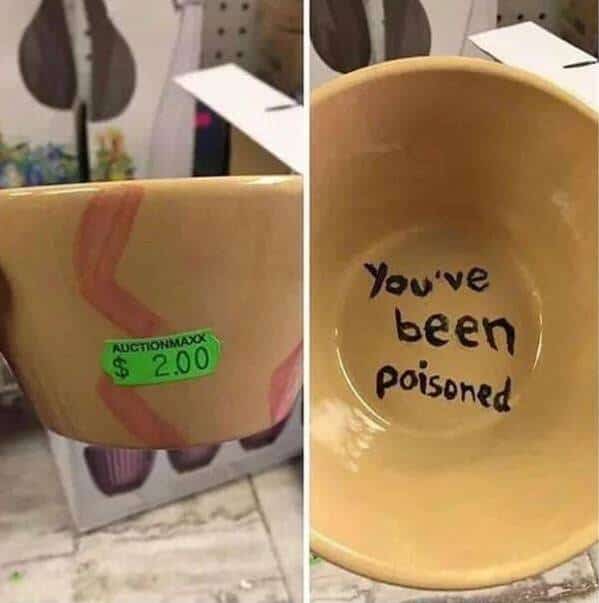 AUCTIONMAXX
$ 2.00
You've
been
poisoned